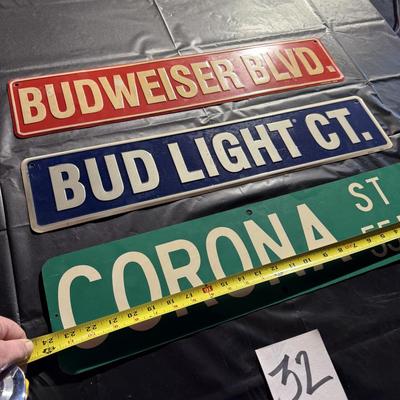 BUDWEISER BLVD.
BUD LIGHT CT.
CORONA ST
32